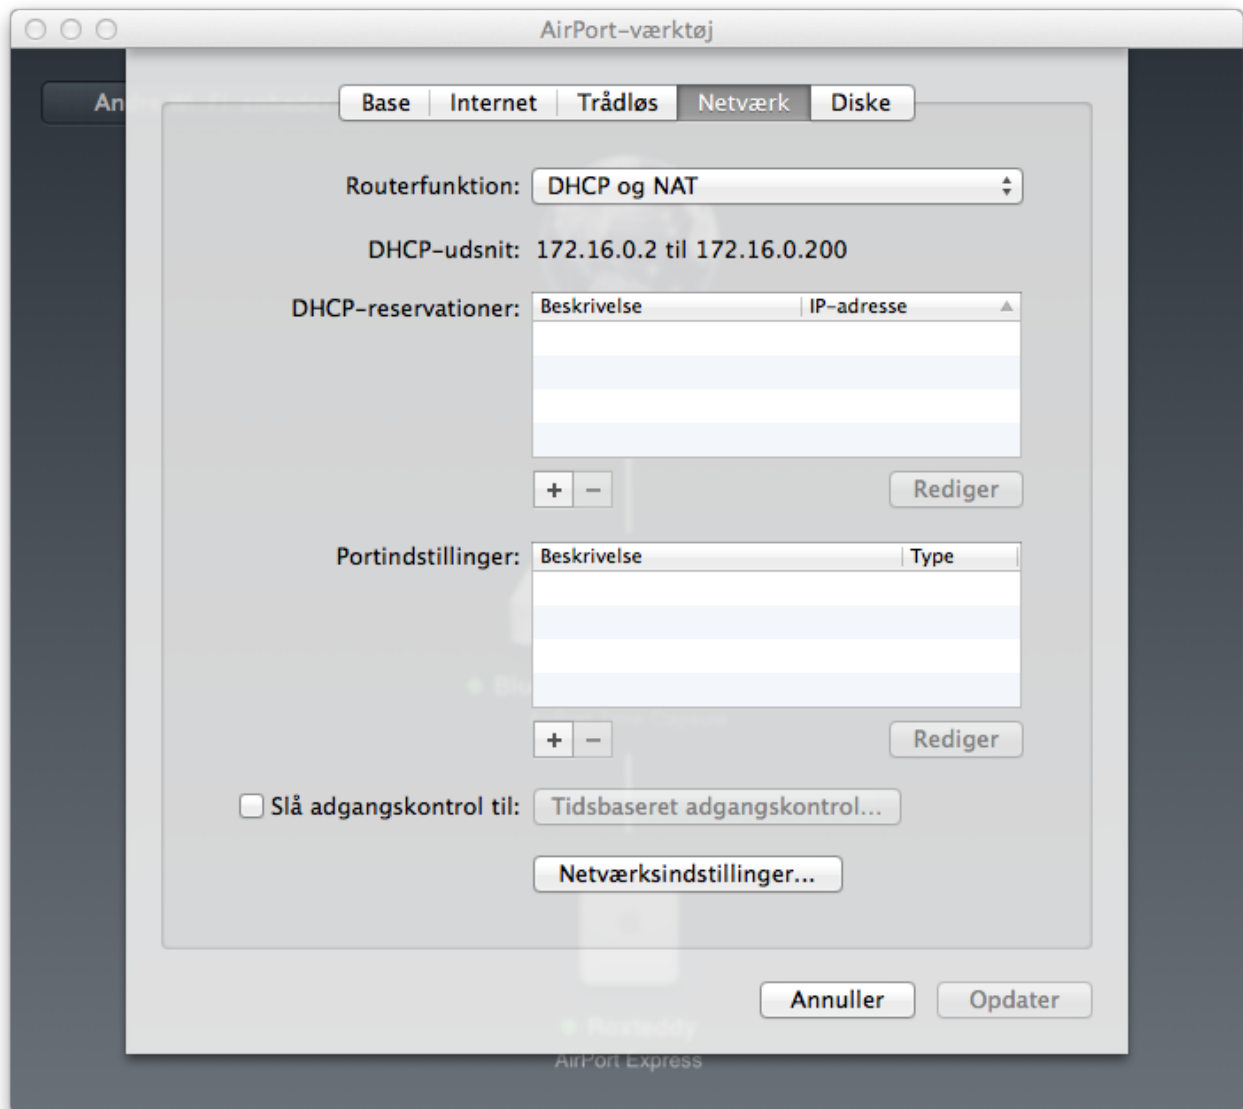 AirPort-værktøj
Base Internet Trådløs Netværk Diske
Routerfunktion: DHCP og NAT
DHCP-udsnit: 172.16.0.2 til 172.16.0.200
DHCP-reservationer: Beskrivelse IP-adresse
+ − Rediger
Portindstillinger: Beskrivelse Type
+ − Rediger
Slå adgangskontrol til: Tidsbaseret adgangskontrol...
Netværksindstillinger...
Annuller Opdater
AirPort Express